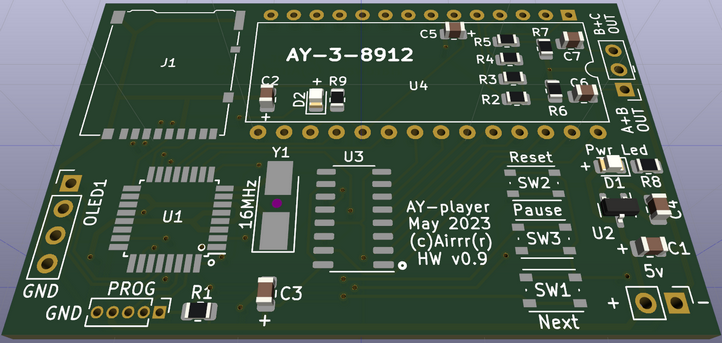 J1
AY-3-8912
U4
C5
+
R5
R4
R3
R2
R7
C7
C6
R6
B+C
OUT
A+B
OUT
C2
+
D2
+
R9
Y1
16MHz
U3
OLED1
GND
U1
PROG
GND
R1
C3
+
AY-player
May 2023
(c)Airrr(r)
HW v0.9
Reset
SW2
Pause
SW3
SW1
Next
Pwr Led
+
D1
R8
U2
C4
+
C1
5v
+
-